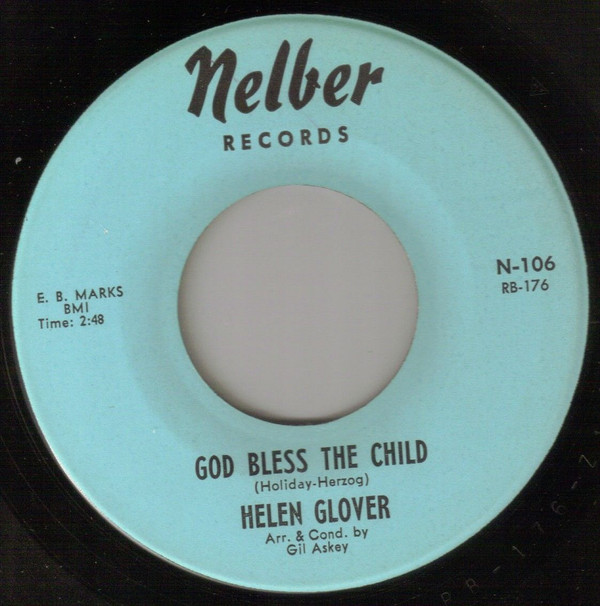 Nelber
RECORDS
N-106
RB-176
E. B. MARKS
BMI
Time: 2:48
GOD BLESS THE CHILD
(Holiday-Herzog)
HELEN GLOVER
Arr. & Cond. by
Gil Askey